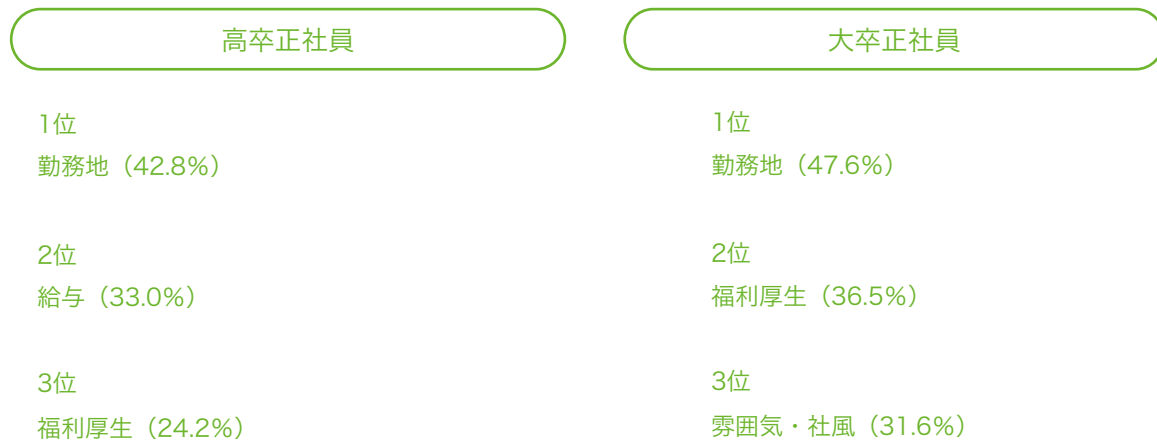 高卒正社員
1位
勤務地（42.8%）
2位
給与（33.0%）
3位
福利厚生（24.2%）
大卒正社員
1位
勤務地（47.6%）
2位
福利厚生（36.5%）
3位
雰囲気・社風（31.6%）